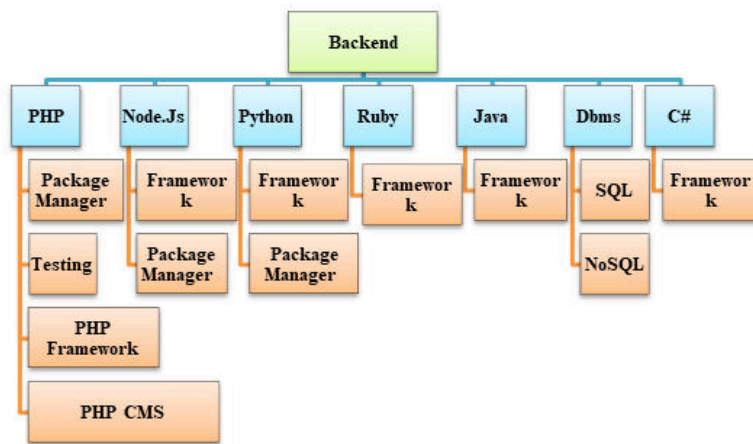 Backend
PHP
Node.Js
Python
Ruby
Java
Dbms
C#
Package
Manager
Framewor
k
Framewor
k
Framewor
k
Framewor
k
SQL
Framewor
k
Testing
Package
Manager
Package
Manager
NoSQL
PHP
Framework
PHP CMS